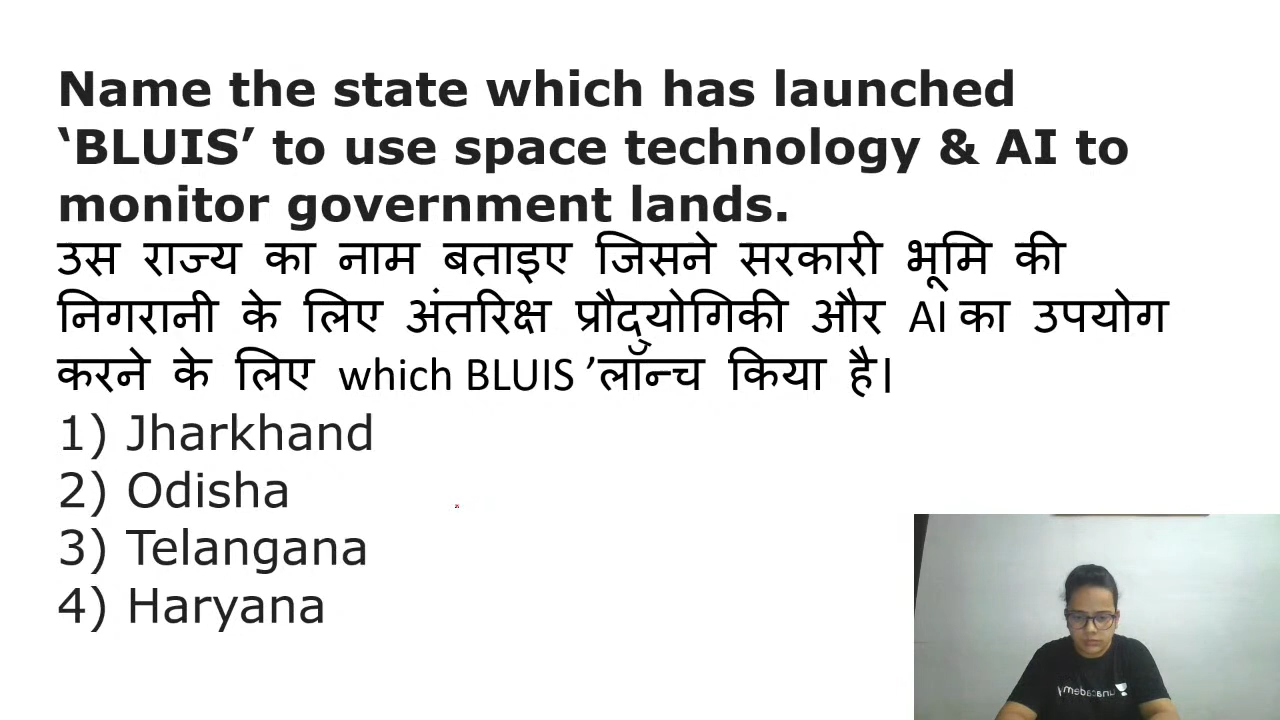 Name the state which has launched
‘BLUIS’ to use space technology & AI to
monitor government lands.
उस राज्य का नाम बताइए जिसने सरकारी भूमि की
निगरानी के लिए अंतरिक्ष प्रौद्योगिकी और AI का उपयोग
करने के लिए which BLUIS ’लॉन्च किया है।
1) Jharkhand
2) Odisha
3) Telangana
4) Haryana
unacademy